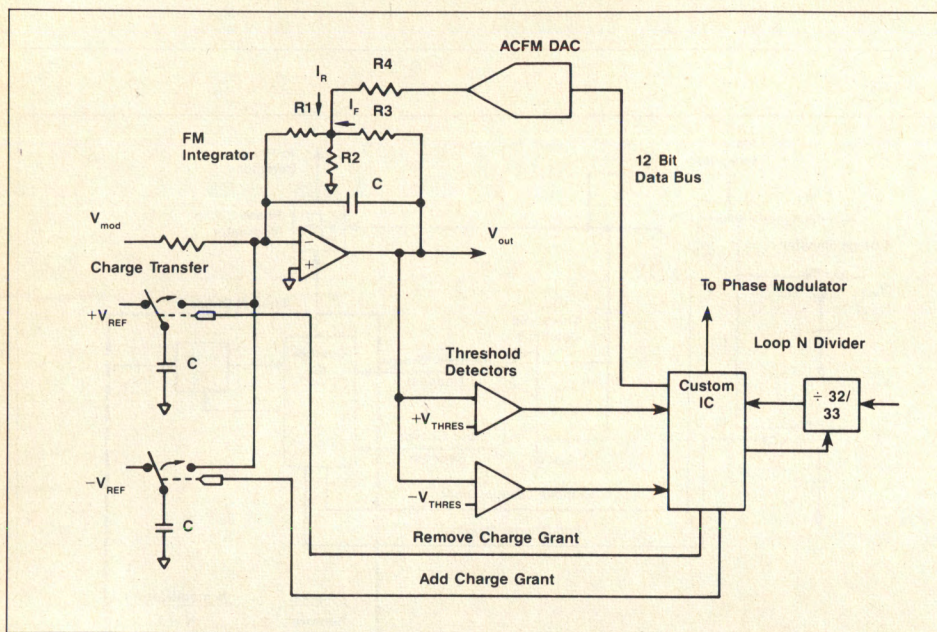 ACFM DAC
R4
I_R
R1
I_F
R3
FM
Integrator
R2
C
12 Bit
Data Bus
V_mod
−
+
V_out
Charge Transfer
To Phase Modulator
+V_REF
Loop N Divider
C
Threshold
Detectors
Custom
IC
÷ 32/
33
+V_THRES
−V_REF
−V_THRES
C
Remove Charge Grant
Add Charge Grant